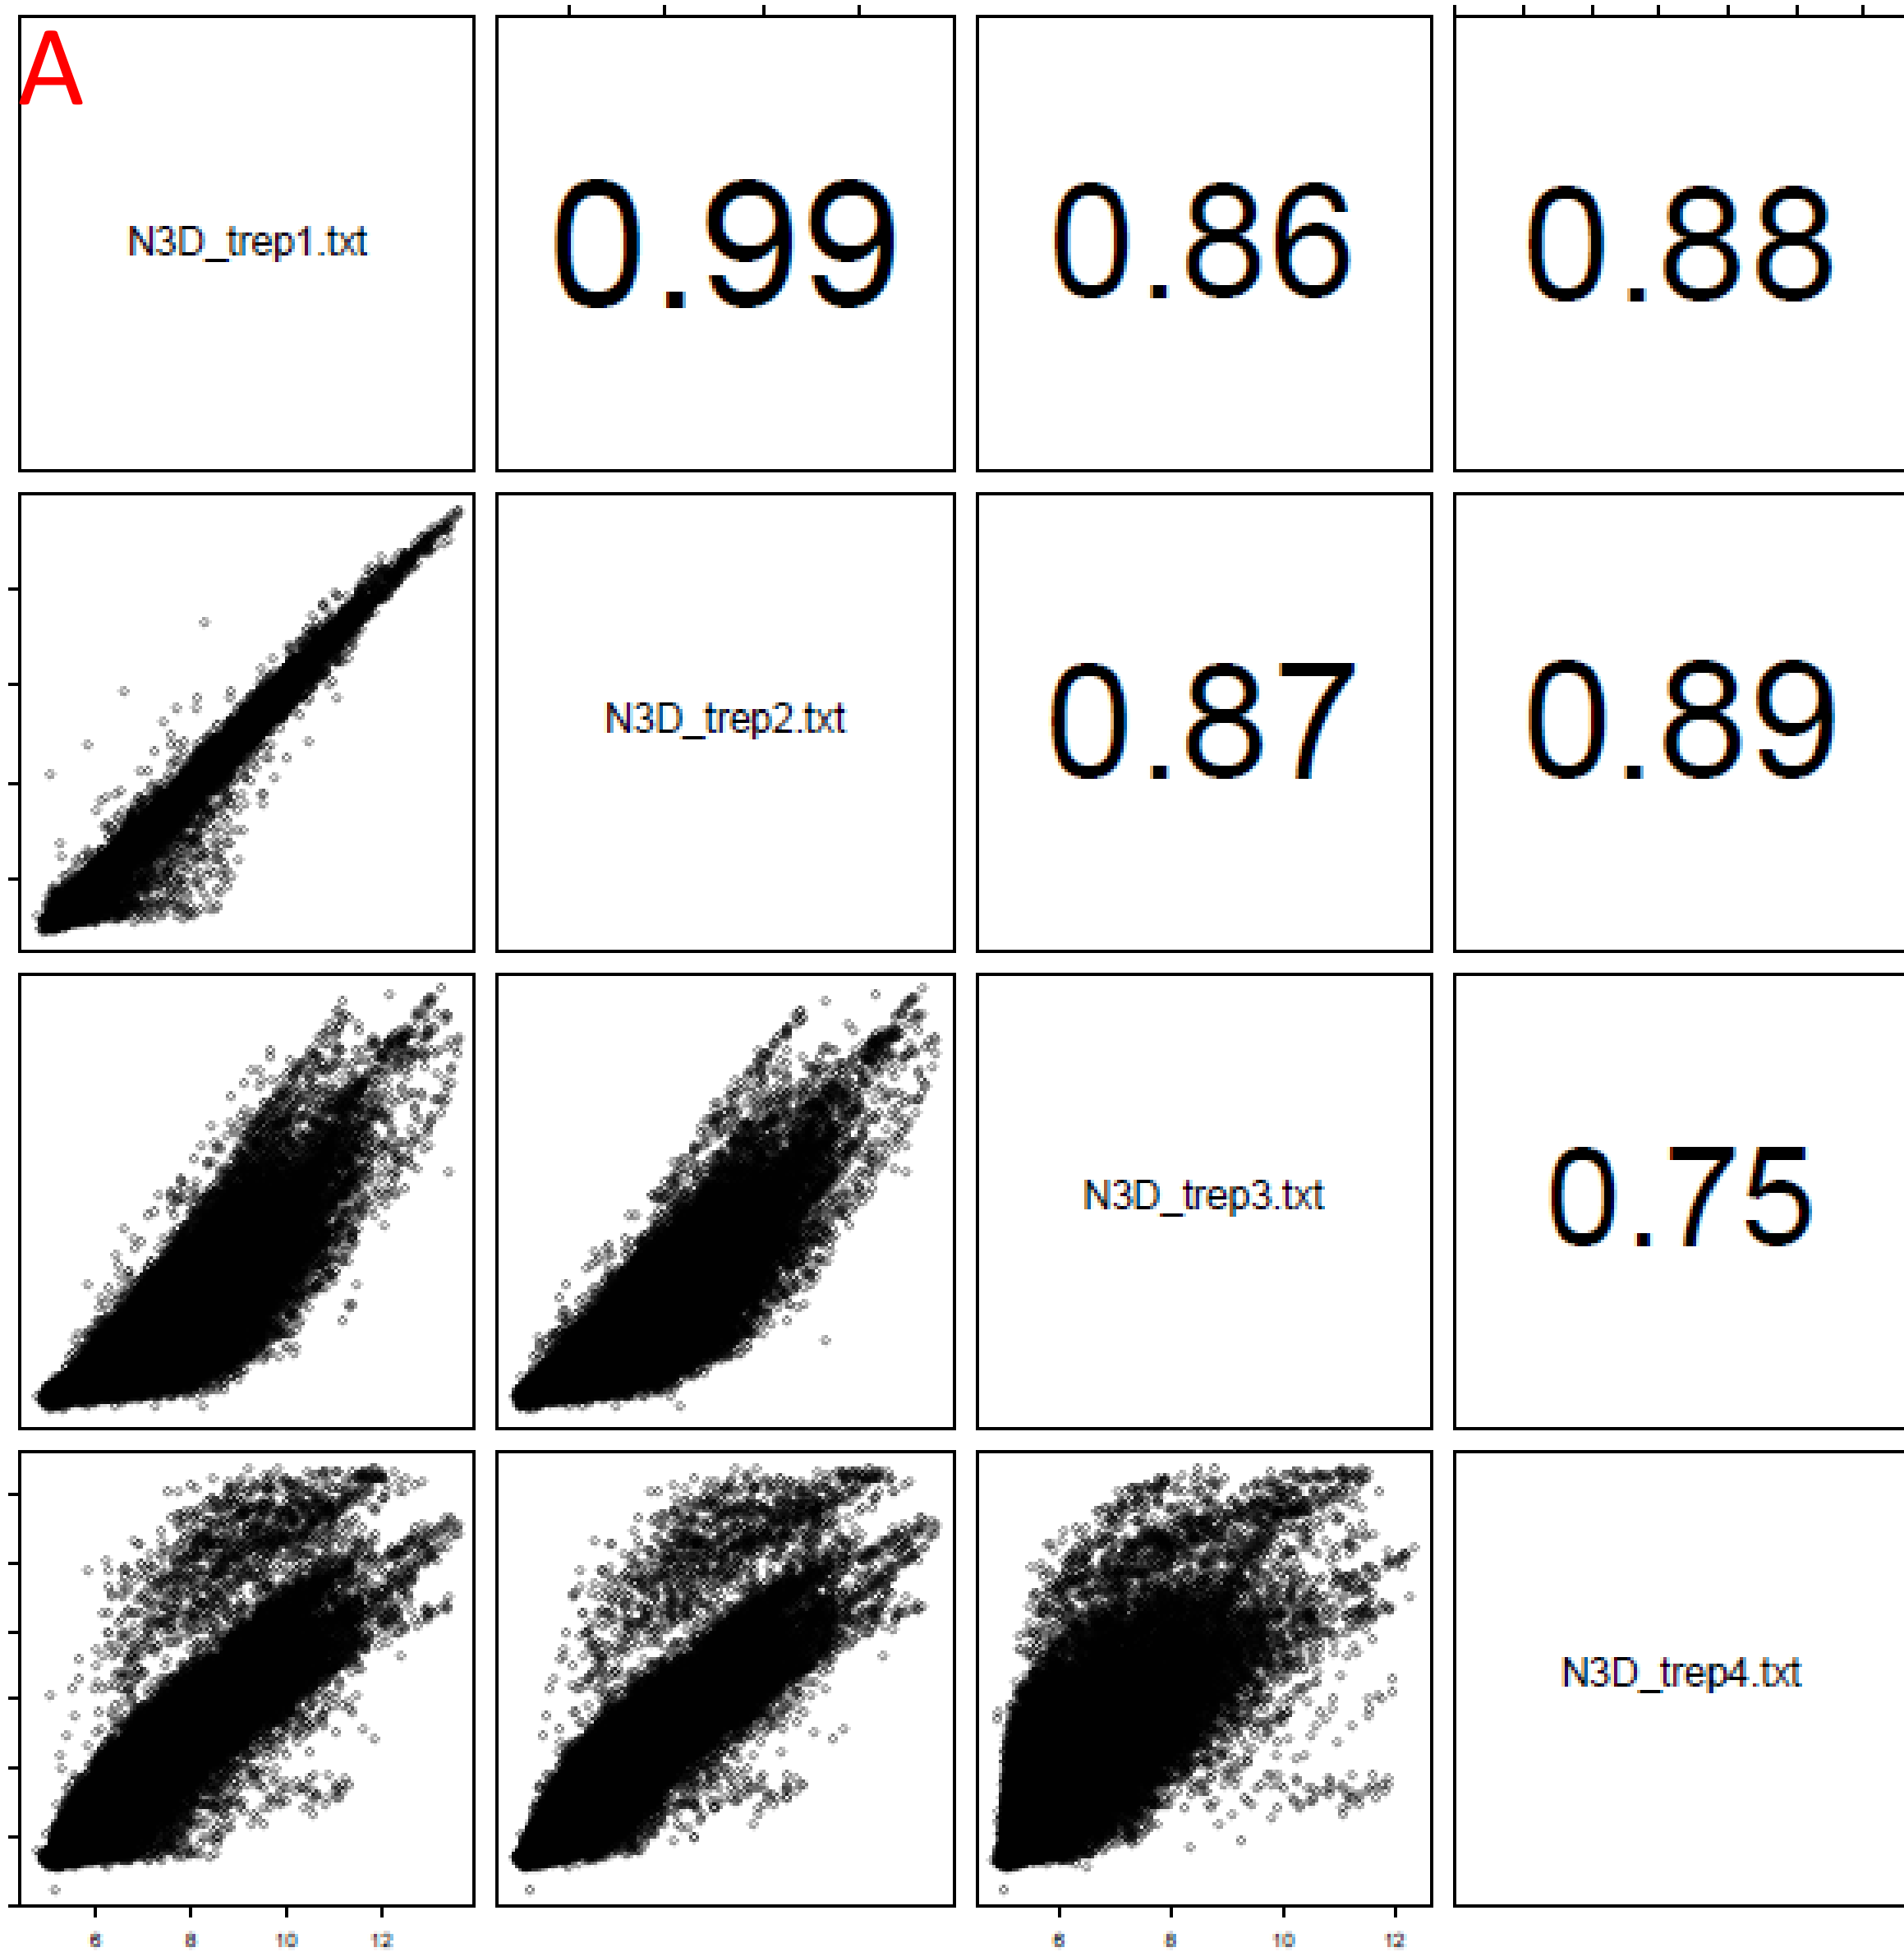 A
N3D_trep1.txt 0.99 0.86 0.88
N3D_trep2.txt 0.87 0.89
N3D_trep3.txt 0.75
N3D_trep4.txt
6 8 10 12 6 8 10 12